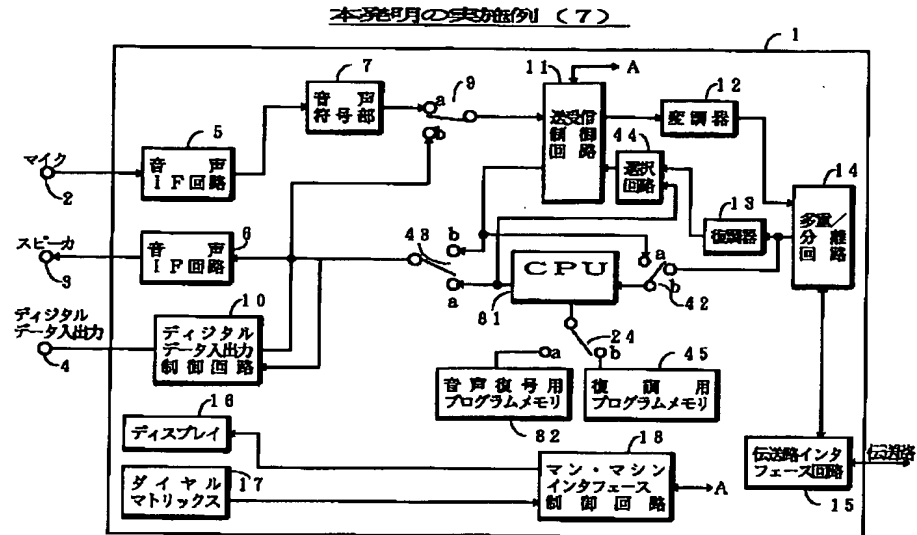 本発明の実施例（７）
1
7
音声
符号部
a
b
9
11
A
送受信
制御
回路
12
変調器
44
選択
回路
13
復調器
14
多重／
分離
回路
5
音声
ＩＦ回路
マイク
2
スピーカ
3
6
音声
ＩＦ回路
43
b
a
CPU
81
a
b
42
24
a
b
ディジタル
データ入出力
4
10
ディジタル
データ入出力
制御回路
音声復号用
プログラムメモリ
82
45
復調用
プログラムメモリ
16
ディスプレイ
17
ダイヤル
マトリックス
18
マン・マシン
インタフェース
制御回路
A
伝送路インタ
フェース回路
15
伝送路